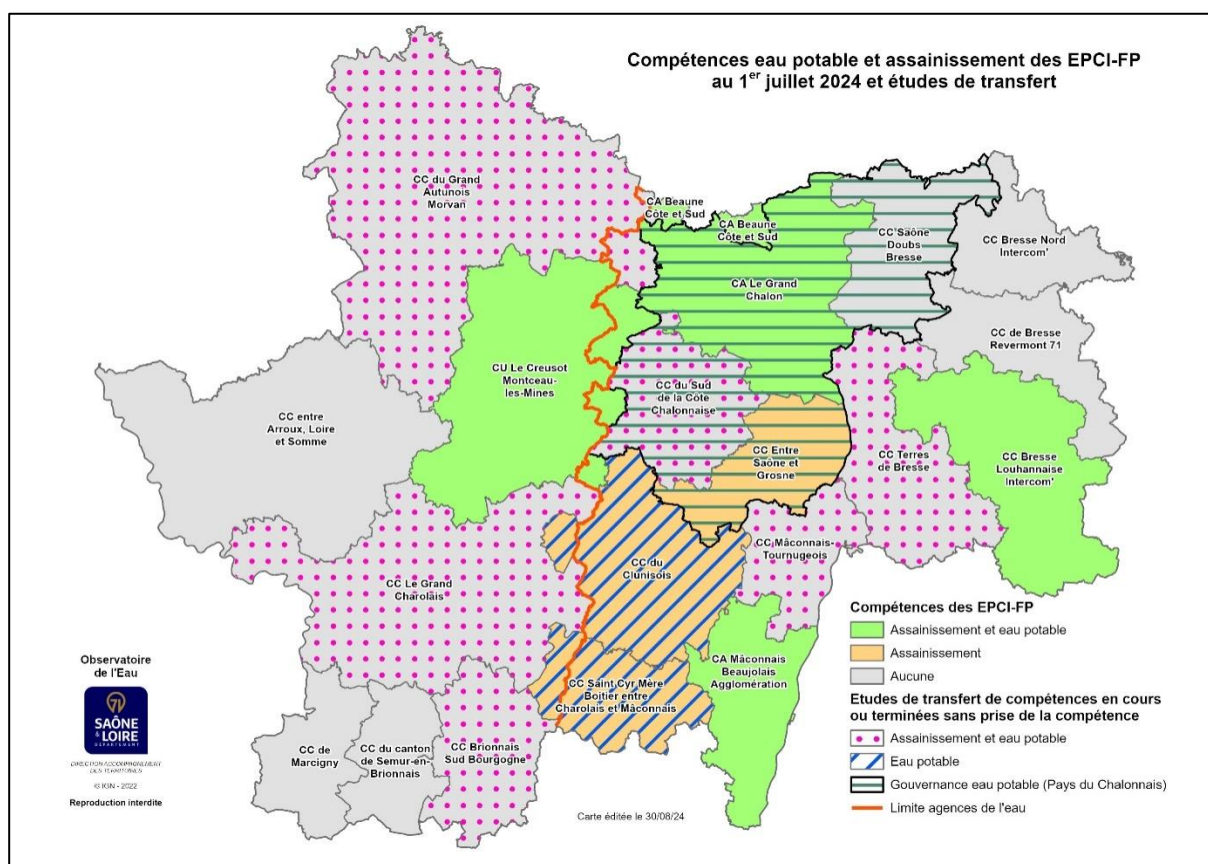 Compétences eau potable et assainissement des EPCI-FP
au 1er juillet 2024 et études de transfert
CC du Grand
Autunois
Morvan
CA Beaune
Côte et Sud
CA Beaune
Côte et Sud
CC Saône
Doubs
Bresse
CC Bresse Nord
Intercom'
CA Le Grand
Chalon
CC de Bresse
Revermont 71
CU Le Creusot
Montceau-
les-Mines
CC du Sud
de la Côte
Chalonnaise
CC entre
Arroux, Loire
et Somme
CC Entre
Saône et
Grosne
CC Terres
de Bresse
CC Bresse
Louhannaise
Intercom'
CC Mâconnais-
Tournugeois
CC du
Clunisois
CC Le Grand
Charolais
CA Mâconnais
Beaujolais
Agglomération
CC Saint Cyr Mère
Boitier entre
Charolais et Mâconnais
CC de
Marcigny
CC du canton
de Semur-en-
Brionnais
CC Brionnais
Sud Bourgogne
Compétences des EPCI-FP
Assainissement et eau potable
Assainissement
Aucune
Etudes de transfert de compétences en cours
ou terminées sans prise de la compétence
Assainissement et eau potable
Eau potable
Gouvernance eau potable (Pays du Chalonnais)
Limite agences de l'eau
Observatoire
de l'Eau
71
SAÔNE
&LOIRE
DÉPARTEMENT
DIRECTION ACCOMPAGNEMENT
DES TERRITOIRES
© IGN - 2022
Reproduction interdite
Carte éditée le 30/08/24